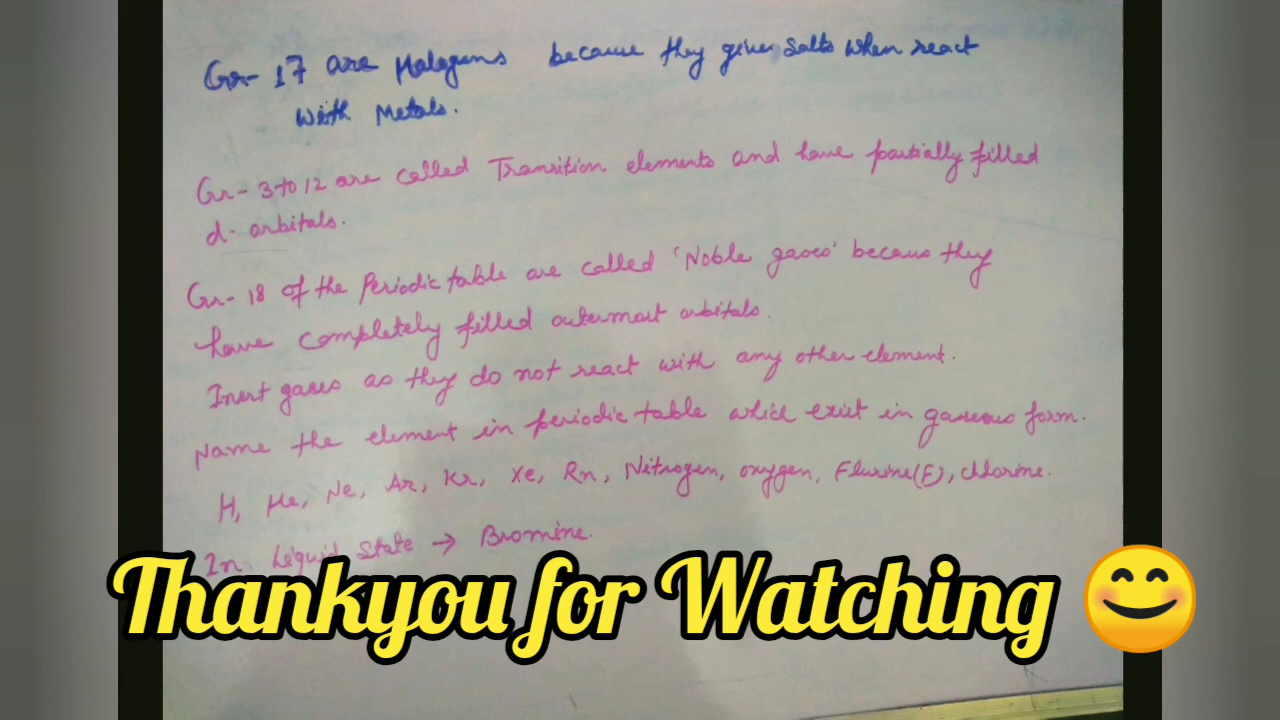 Gr- 17 are Halogens because they gives salts when react
with Metals.
Gr- 3 to 12 are called Transition elements and have partially filled
d- orbitals.
Gr- 18 of the Periodic table are called 'Noble gases' becaus they
have completely filled outermost orbitals.
Inert gases as they do not react with any other element.
Name the element in periodic table which exist in gaseous form.
H, He, Ne, Ar, Kr, Xe, Rn, Nitrogen, oxygen, Flurine(F), chlorine.
In Liquid State → Bromine.
Thankyou for Watching 😊